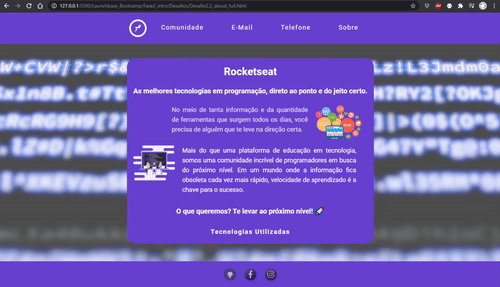 127.0.0.1:5500/Launchbase_Bootcamp/Fase2_intro/Desafios/Desafio2.2_about_full.html
Comunidade E-Mail Telefone Sobre
Rocketseat
As melhores tecnologias em programação, direto ao ponto e do jeito certo.
No meio de tanta informação e da quantidade
de ferramentas que surgem todos os dias, você
precisa de alguém que te leve na direção certa.
Mais do que uma plataforma de educação em tecnologia,
somos uma comunidade incrível de programadores em busca
do próximo nível. Em um mundo onde a informação fica
obsoleta cada vez mais rápido, velocidade de aprendizado é a
chave para o sucesso.
O que queremos? Te levar ao próximo nível! 🚀
Tecnologias Utilizadas